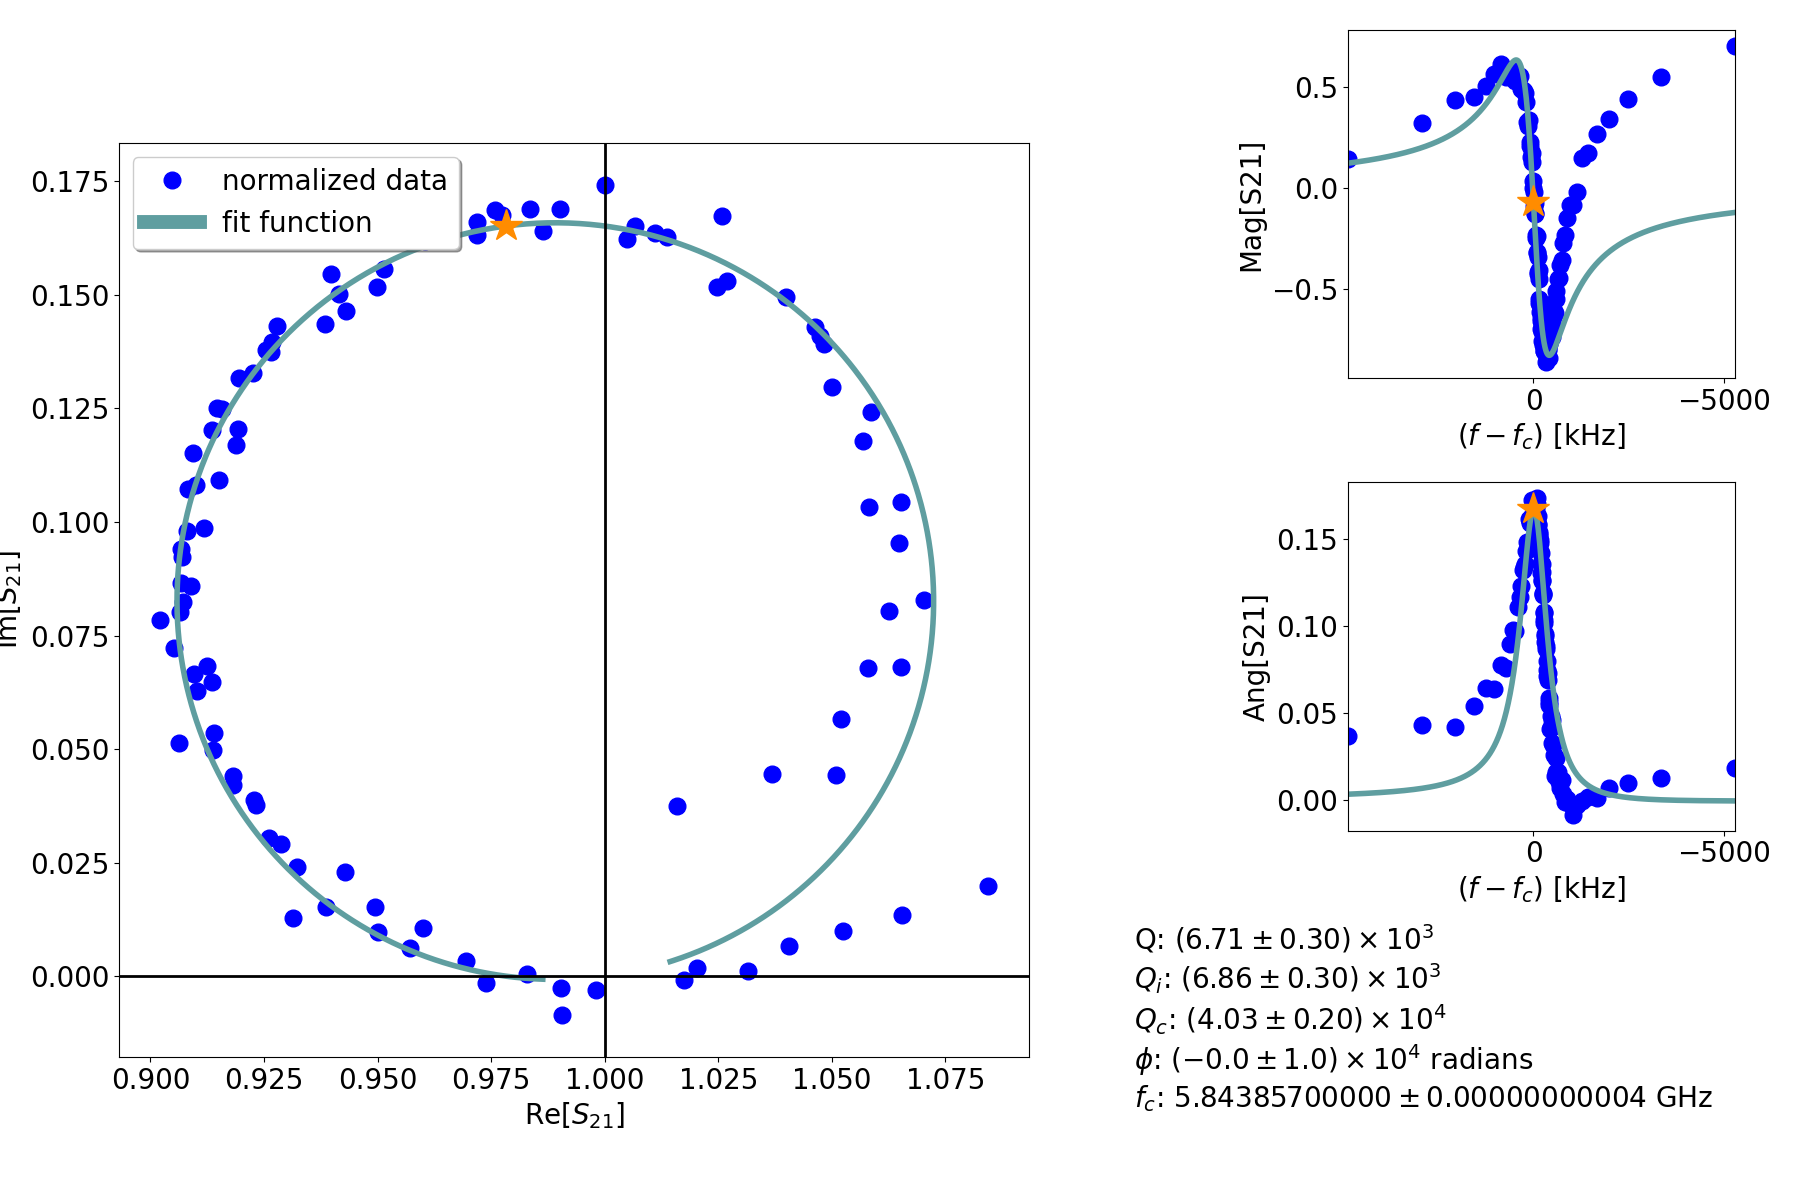 normalized data
fit function
0.175
0.150
0.125
0.100
0.075
0.050
0.025
0.000
Im[S21]
0.900 0.925 0.950 0.975 1.000 1.025 1.050 1.075
Re[S21]
0.5
0.0
−0.5
Mag[S21]
0 −5000
(f − fc) [kHz]
0.15
0.10
0.05
0.00
Ang[S21]
0 −5000
(f − fc) [kHz]
Q: (6.71 ± 0.30) × 10^3
Qi: (6.86 ± 0.30) × 10^3
Qc: (4.03 ± 0.20) × 10^4
ϕ: (−0.0 ± 1.0) × 10^4 radians
fc: 5.84385700000 ± 0.00000000004 GHz